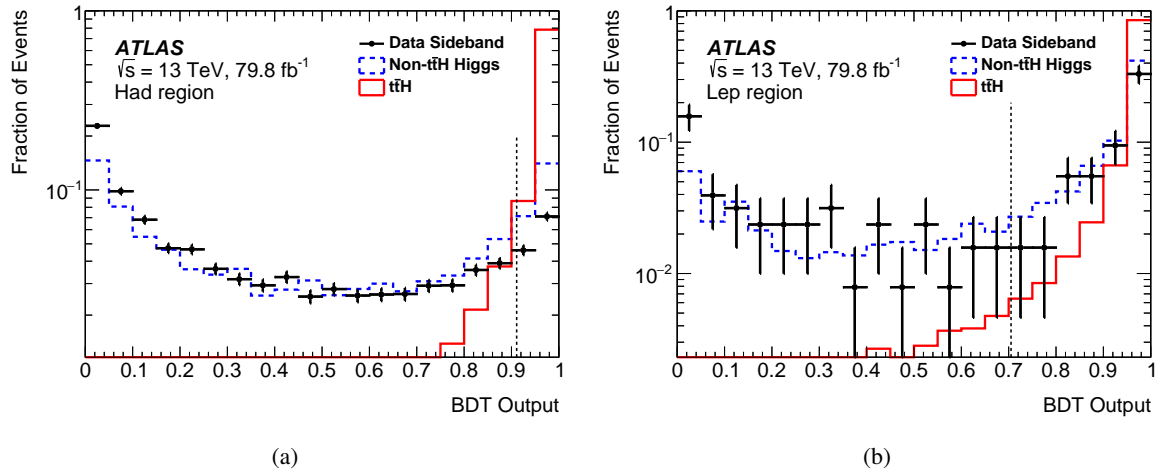 Fraction of Events
1
10⁻¹
ATLAS
√s = 13 TeV, 79.8 fb⁻¹
Had region
Data Sideband
Non-tt̄H Higgs
tt̄H
0 0.1 0.2 0.3 0.4 0.5 0.6 0.7 0.8 0.9 1
BDT Output
(a)
Fraction of Events
1
10⁻¹
10⁻²
ATLAS
√s = 13 TeV, 79.8 fb⁻¹
Lep region
Data Sideband
Non-tt̄H Higgs
tt̄H
0 0.1 0.2 0.3 0.4 0.5 0.6 0.7 0.8 0.9 1
BDT Output
(b)